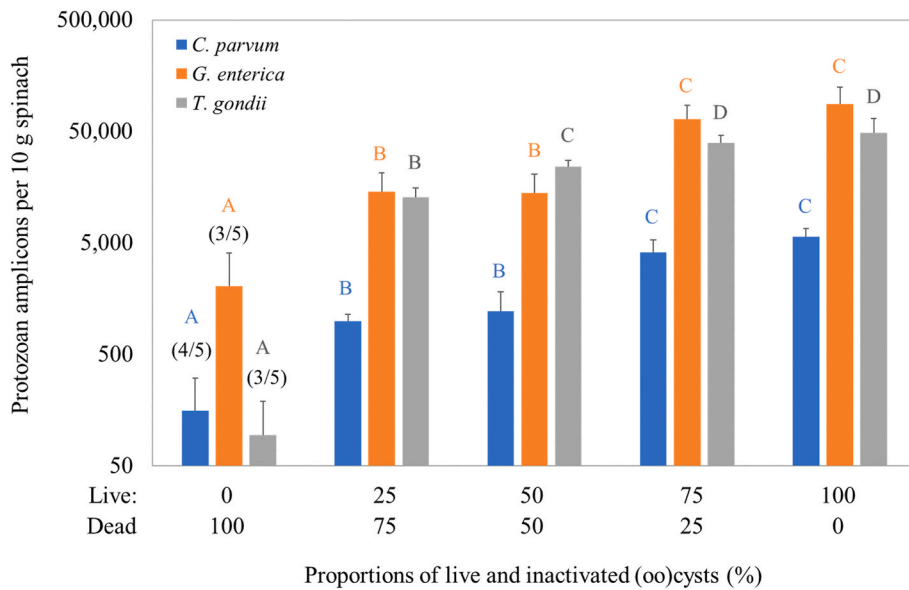 Protozoan amplicons per 10 g spinach
500,000
50,000
5,000
500
50
C. parvum
G. enterica
T. gondii
A
(4/5)
A
(3/5)
A
(3/5)
B
B
B
B
B
C
C
C
D
C
C
D
Live: 0 25 50 75 100
Dead 100 75 50 25 0
Proportions of live and inactivated (oo)cysts (%)